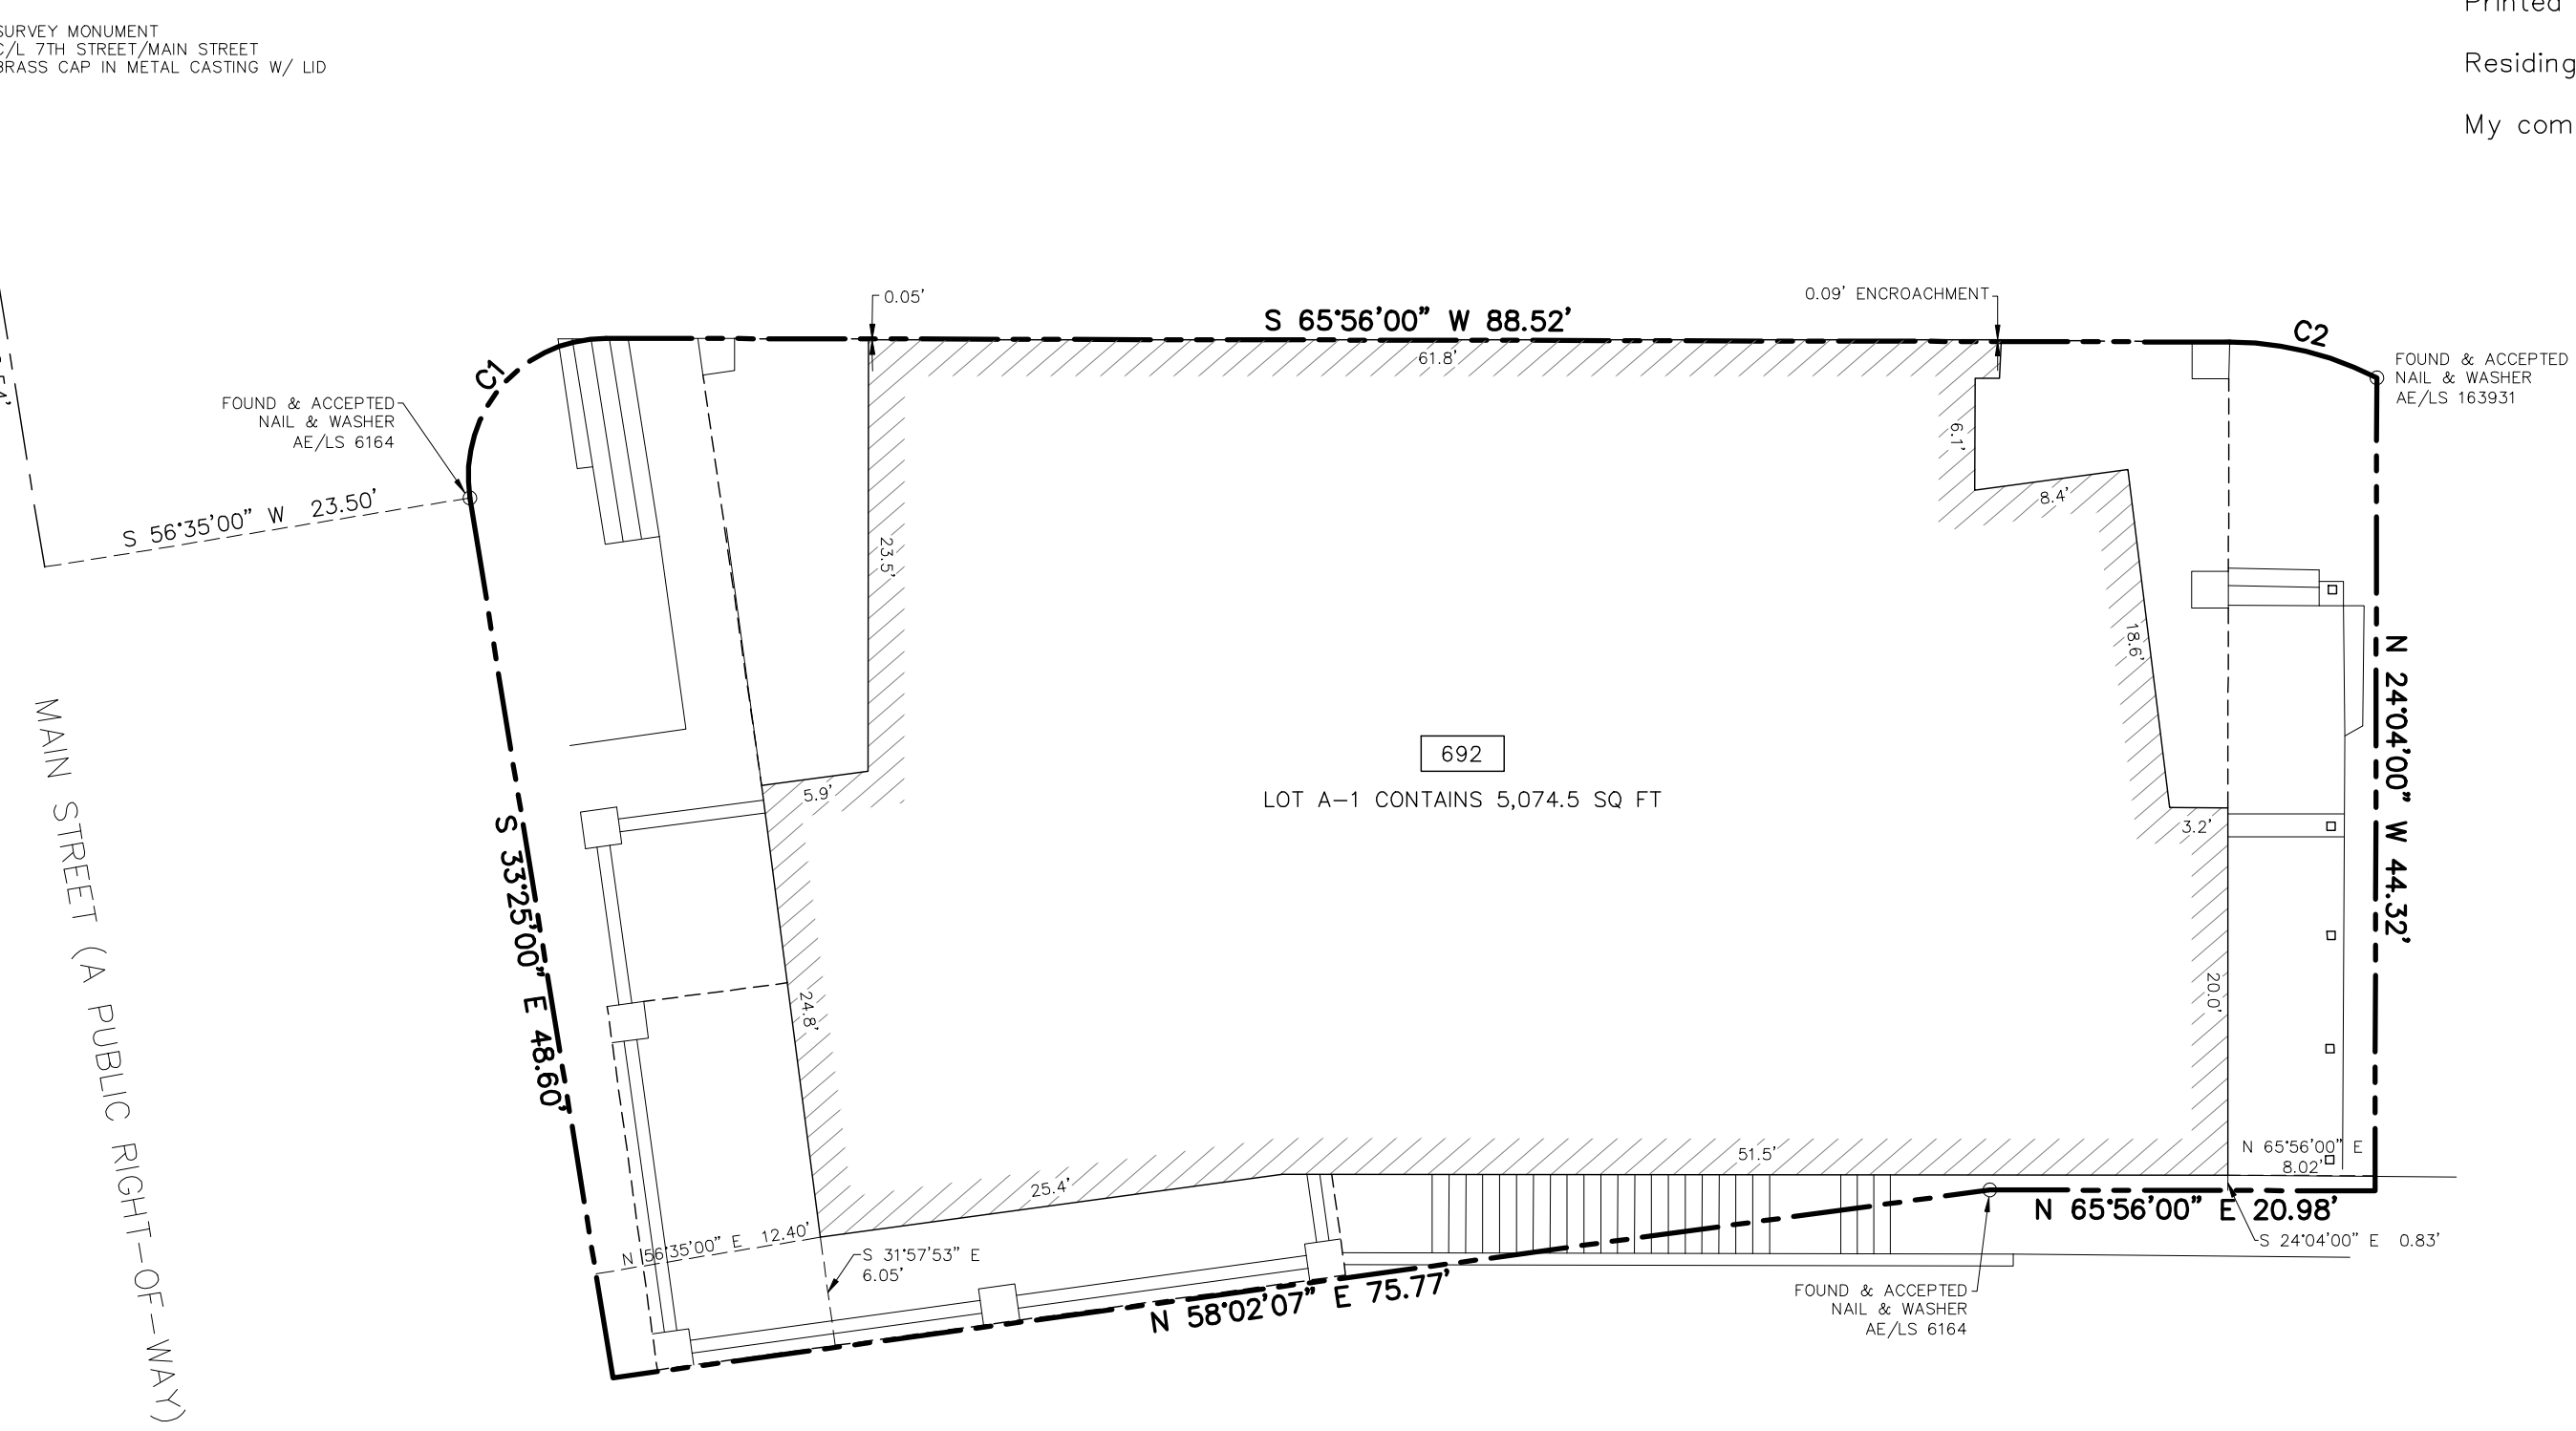 SURVEY MONUMENT
C/L 7TH STREET/MAIN STREET
BRASS CAP IN METAL CASTING W/ LID
Printed
Residing
My com
0.05'
S 65°56'00" W 88.52'
0.09' ENCROACHMENT
C2
FOUND & ACCEPTED
NAIL & WASHER
AE/LS 163931
C1
FOUND & ACCEPTED
NAIL & WASHER
AE/LS 6164
S 56°35'00" W 23.50'
61.8'
6.1'
8.4'
23.5'
18.6'
N 24°04'00" W 44.32'
692
LOT A-1 CONTAINS 5,074.5 SQ FT
5.9'
3.2'
S 33°25'00" E 48.60'
MAIN STREET (A PUBLIC RIGHT-OF-WAY)
24.8'
20.0'
51.5'
25.4'
N 65°56'00" E
8.02'
N 65°56'00" E 20.98'
S 24°04'00" E 0.83'
N 56°35'00" E 12.40'
S 31°57'53" E
6.05'
N 58°02'07" E 75.77'
FOUND & ACCEPTED
NAIL & WASHER
AE/LS 6164